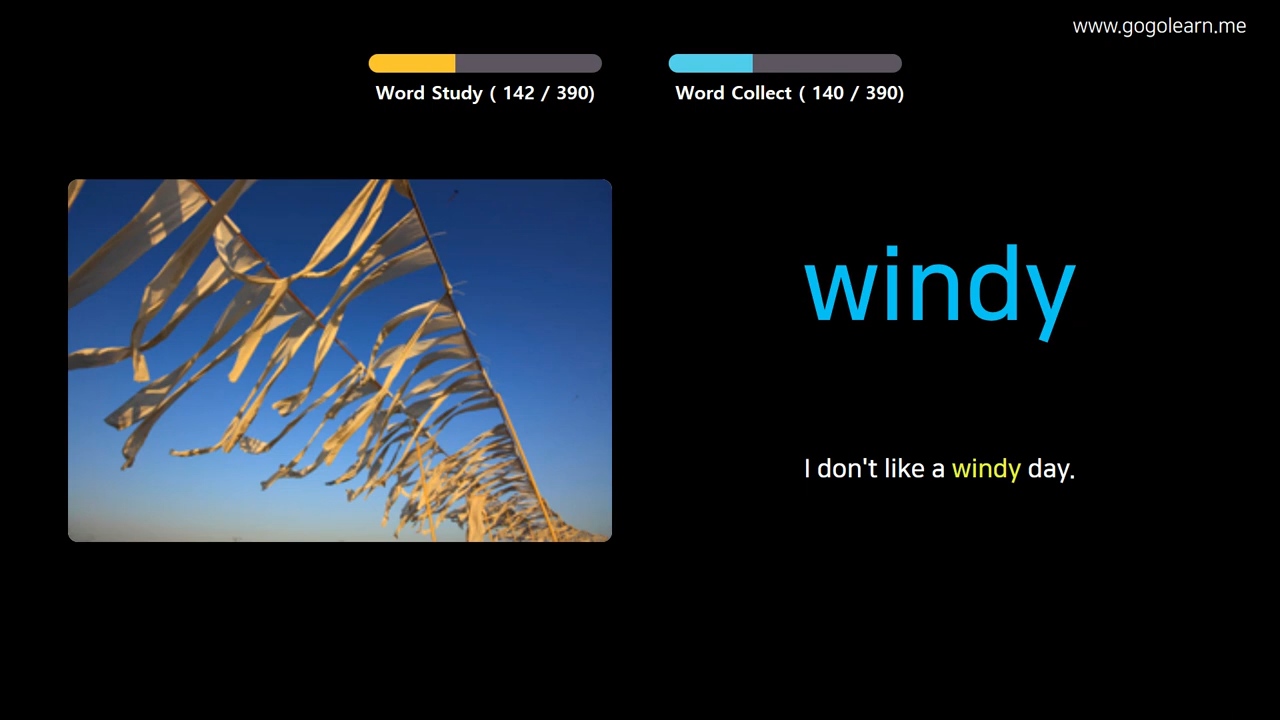 www.gogolearn.me
Word Study ( 142 / 390)
Word Collect ( 140 / 390)
windy
I don't like a windy day.